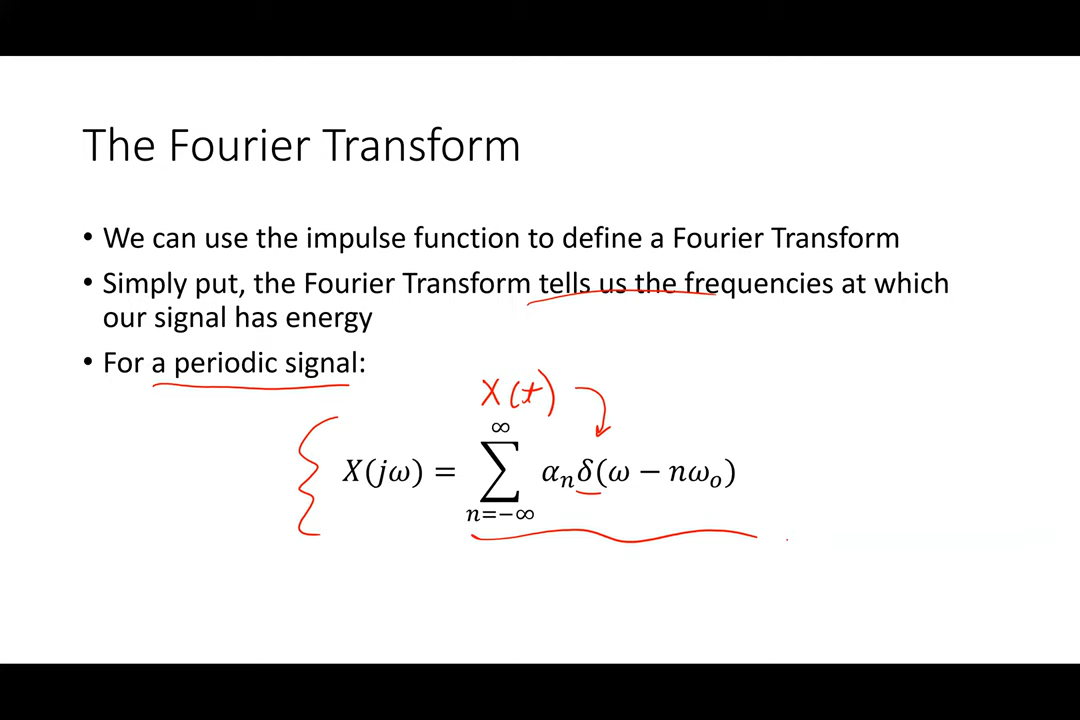 The Fourier Transform
• We can use the impulse function to define a Fourier Transform
• Simply put, the Fourier Transform tells us the frequencies at which
our signal has energy
• For a periodic signal:
X(t)
∞
X(jω) = ∑ αₙδ(ω − nωₒ)
n=−∞